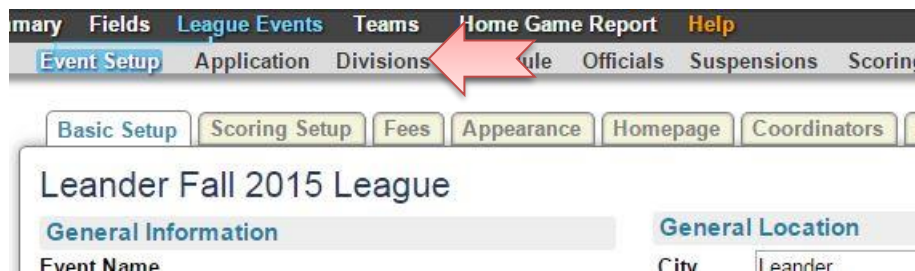 mary Fields League Events Teams Home Game Report Help
Event Setup Application Divisions ule Officials Suspensions Scoring
Basic Setup Scoring Setup Fees Appearance Homepage Coordinators
Leander Fall 2015 League
General Information General Location
Event Name City Leander